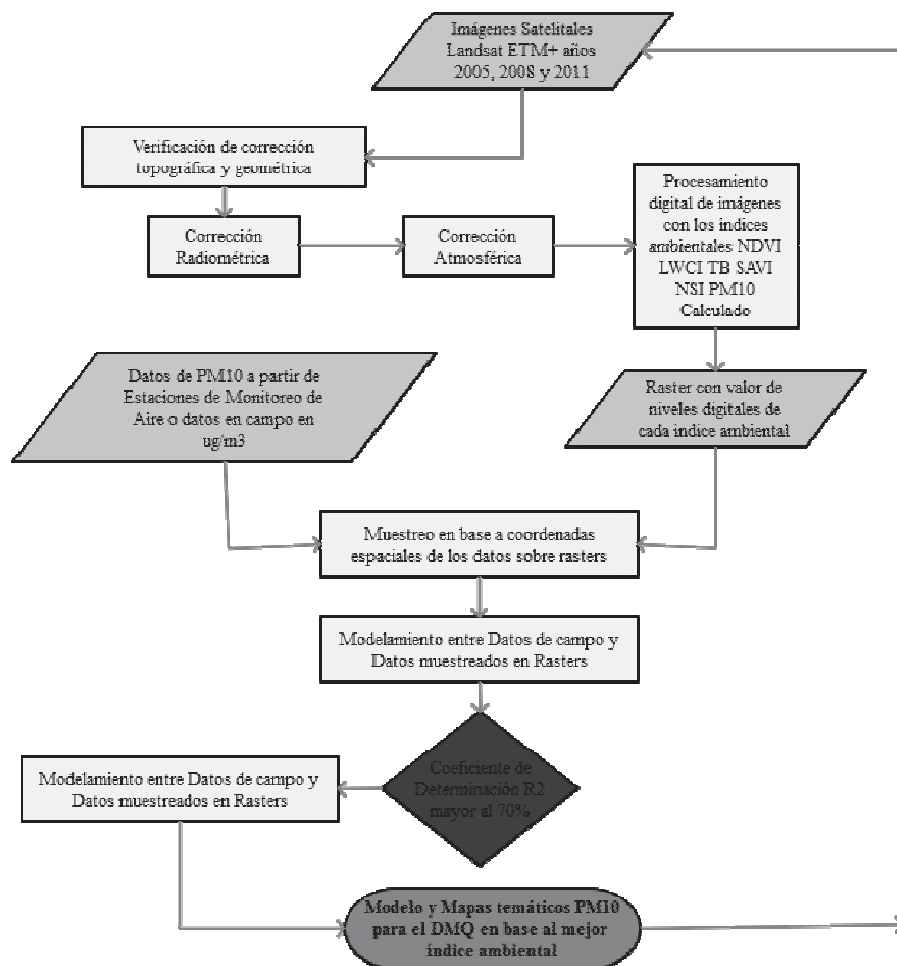 Imágenes Satelitales
Landsat ETM+ años
2005, 2008 y 2011
Verificación de corrección
topográfica y geométrica
Corrección
Radiométrica
Corrección
Atmosférica
Procesamiento
digital de imágenes
con los índices
ambientales NDVI
LWCI TB SAVI
NSI PM10
Calculado
Datos de PM10 a partir de
Estaciones de Monitoreo de
Aire o datos en campo en
ug/m3
Raster con valor de
niveles digitales de
cada índice ambiental
Muestreo en base a coordenadas
espaciales de los datos sobre rasters
Modelamiento entre Datos de campo y
Datos muestreados en Rasters
Coeficiente de
Determinación R2
mayor al 70%
Modelamiento entre Datos de campo y
Datos muestreados en Rasters
Modelo y Mapas temáticos PM10
para el DMQ en base al mejor
índice ambiental